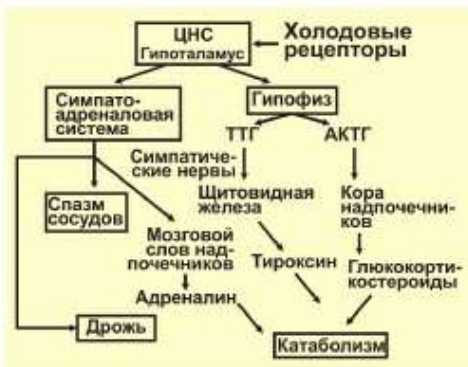 ЦНС
Гипоталамус
Холодовые
рецепторы
Симпато-
адреналовая
система
Гипофиз
ТТГ
АКТГ
Симпатиче-
ские нервы
Спазм
сосудов
Щитовидная
железа
Кора
надпочечни-
ков
Мозговой
слов над-
почечников
Тироксин
Глюкокорти-
костероиды
Адреналин
Дрожь
Катаболизм